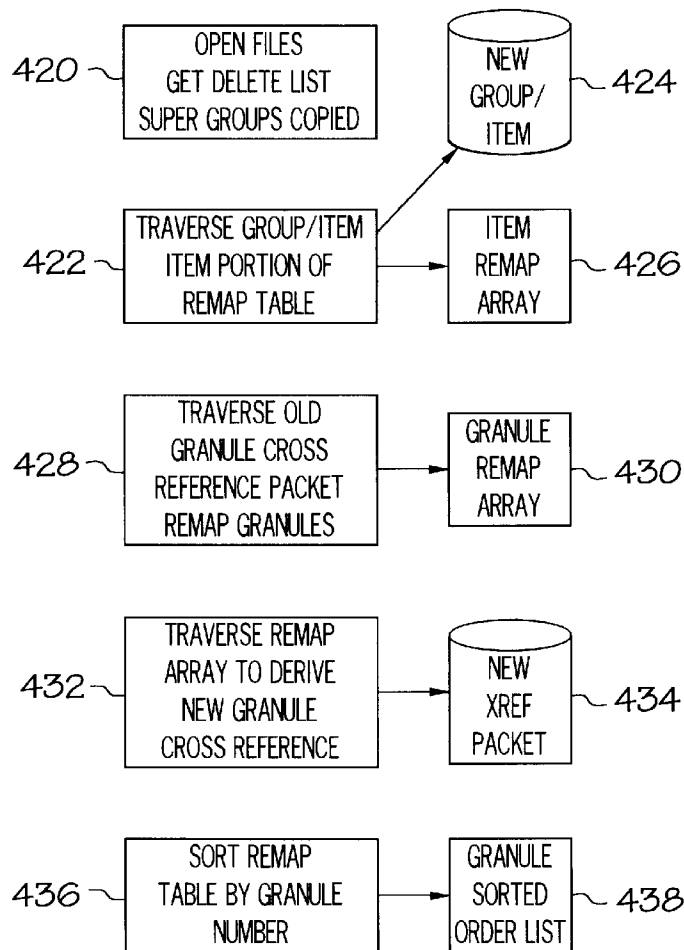 420
OPEN FILES
GET DELETE LIST
SUPER GROUPS COPIED
NEW
GROUP/
ITEM
424
422
TRAVERSE GROUP/ITEM
ITEM PORTION OF
REMAP TABLE
ITEM
REMAP
ARRAY
426
428
TRAVERSE OLD
GRANULE CROSS
REFERENCE PACKET
REMAP GRANULES
GRANULE
REMAP
ARRAY
430
432
TRAVERSE REMAP
ARRAY TO DERIVE
NEW GRANULE
CROSS REFERENCE
NEW
XREF
PACKET
434
436
SORT REMAP
TABLE BY GRANULE
NUMBER
GRANULE
SORTED
ORDER LIST
438